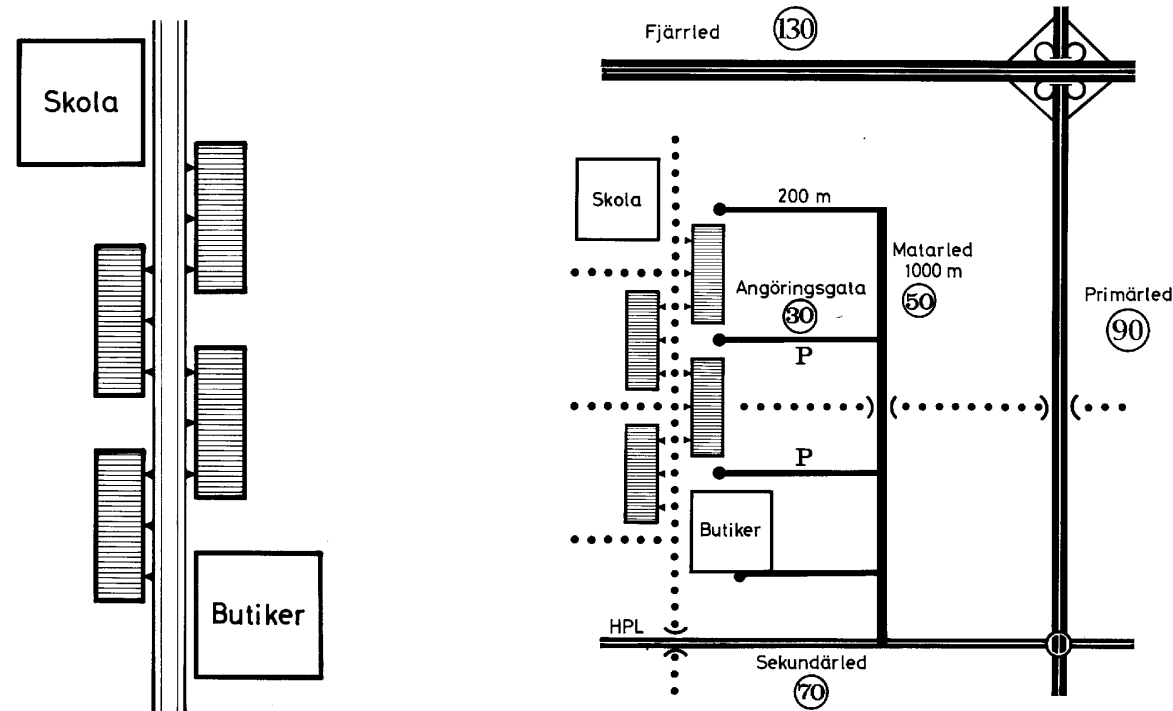 Skola
Butiker
Fjärrled 130
Skola
200 m
Matarled
1000 m
50
Angöringsgata
30
Primärled
90
P
P
Butiker
HPL
Sekundärled
70